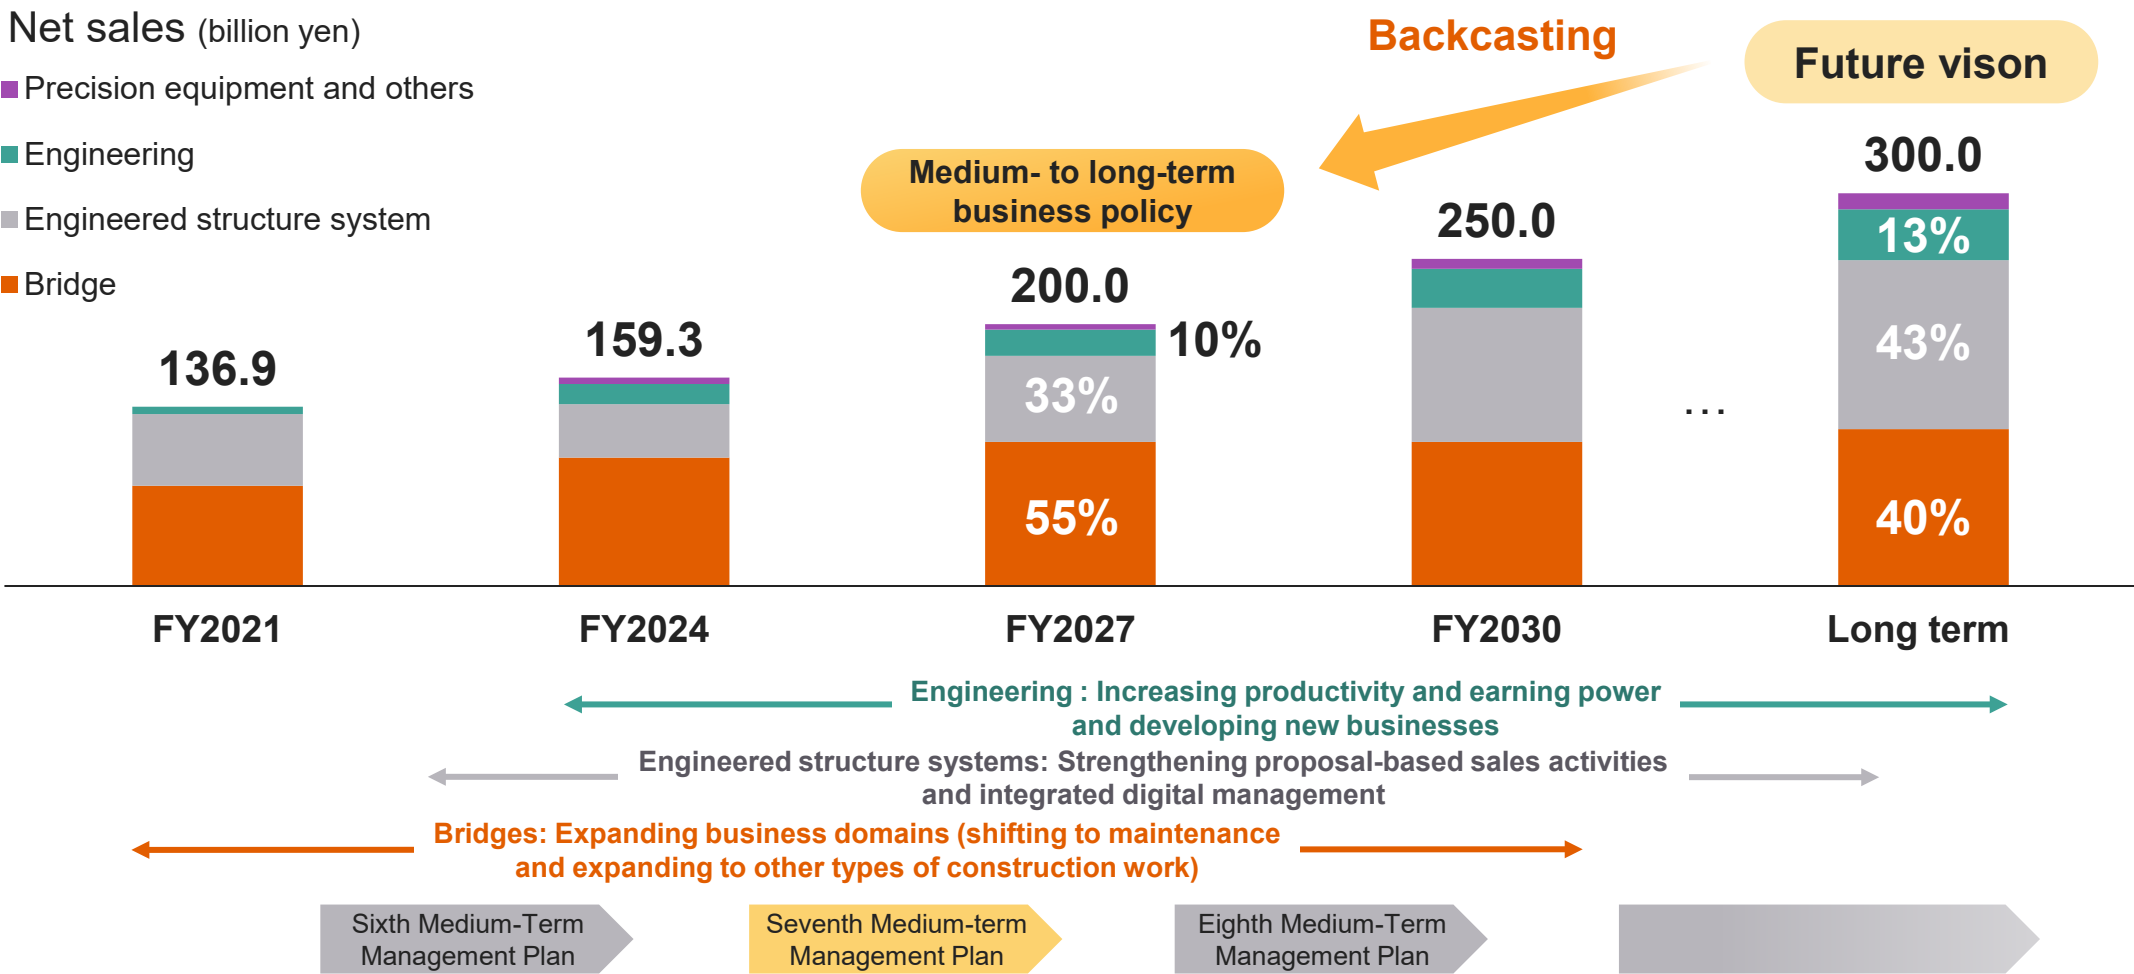 Net sales (billion yen)
Precision equipment and others
Engineering
Engineered structure system
Bridge
Backcasting
Future vison
Medium- to long-term
business policy
136.9
159.3
200.0
250.0
300.0
10%
33%
55%
...
13%
43%
40%
FY2021
FY2024
FY2027
FY2030
Long term
Engineering : Increasing productivity and earning power
and developing new businesses
Engineered structure systems: Strengthening proposal-based sales activities
and integrated digital management
Bridges: Expanding business domains (shifting to maintenance
and expanding to other types of construction work)
Sixth Medium-Term
Management Plan
Seventh Medium-term
Management Plan
Eighth Medium-Term
Management Plan